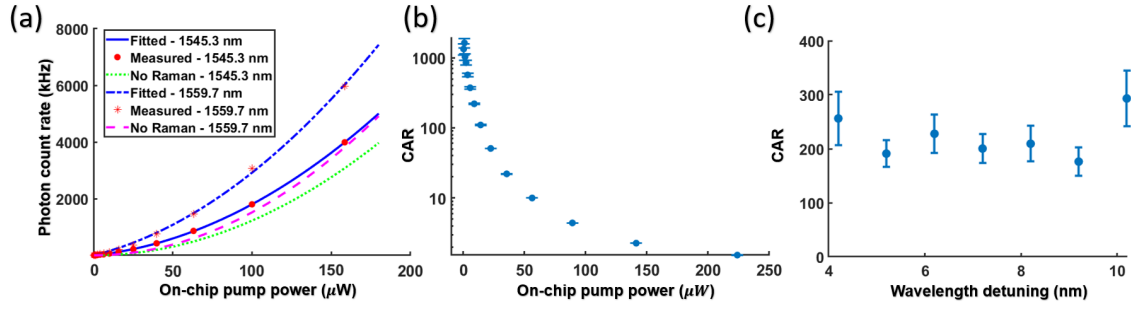 (a)
Photon count rate (kHz)
8000
6000
4000
2000
0
50
100
150
200
On-chip pump power (μW)
Fitted - 1545.3 nm
Measured - 1545.3 nm
No Raman - 1545.3 nm
Fitted - 1559.7 nm
Measured - 1559.7 nm
No Raman - 1559.7 nm
(b)
CAR
1000
100
10
0
50
100
150
200
250
On-chip pump power (μW)
(c)
CAR
400
300
200
100
0
4
6
8
10
Wavelength detuning (nm)